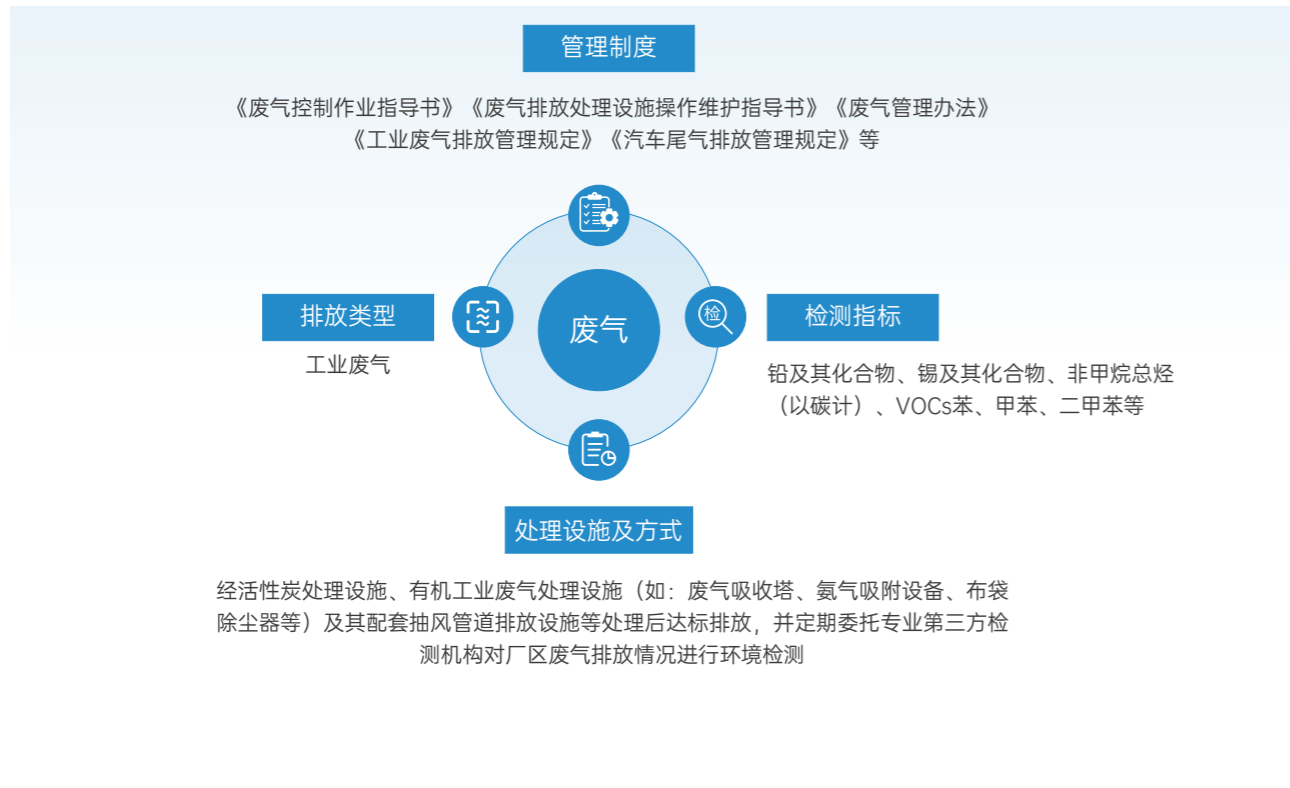 管理制度
《废气控制作业指导书》《废气排放处理设施操作维护指导书》《废气管理办法》
《工业废气排放管理规定》《汽车尾气排放管理规定》等
排放类型
工业废气
废气
检
检测指标
铅及其化合物、锡及其化合物、非甲烷总烃
（以碳计）、VOCs苯、甲苯、二甲苯等
处理设施及方式
经活性炭处理设施、有机工业废气处理设施（如：废气吸收塔、氨气吸附设备、布袋
除尘器等）及其配套抽风管道排放设施等处理后达标排放，并定期委托专业第三方检
测机构对厂区废气排放情况进行环境检测